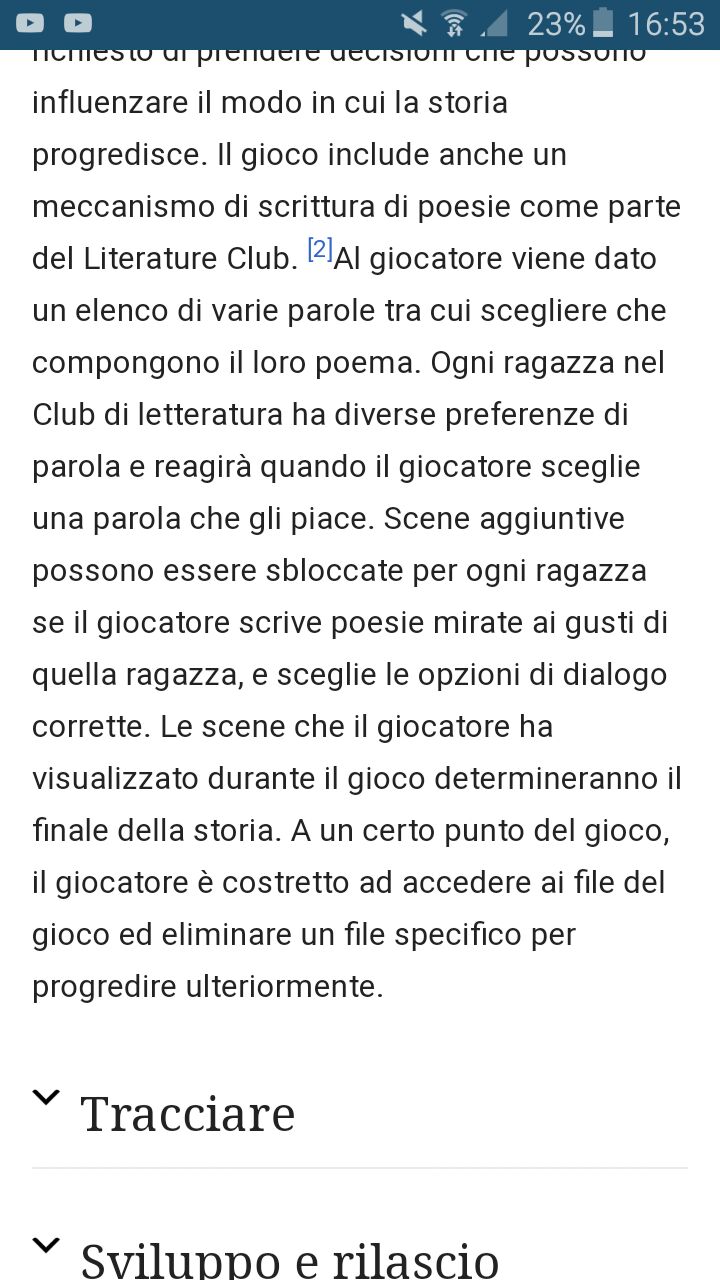 23% 16:53
richiesto di prendere decisioni che possono
influenzare il modo in cui la storia
progredisce. Il gioco include anche un
meccanismo di scrittura di poesie come parte
del Literature Club. [2]Al giocatore viene dato
un elenco di varie parole tra cui scegliere che
compongono il loro poema. Ogni ragazza nel
Club di letteratura ha diverse preferenze di
parola e reagirà quando il giocatore sceglie
una parola che gli piace. Scene aggiuntive
possono essere sbloccate per ogni ragazza
se il giocatore scrive poesie mirate ai gusti di
quella ragazza, e sceglie le opzioni di dialogo
corrette. Le scene che il giocatore ha
visualizzato durante il gioco determineranno il
finale della storia. A un certo punto del gioco,
il giocatore è costretto ad accedere ai file del
gioco ed eliminare un file specifico per
progredire ulteriormente.
Tracciare
Sviluppo e rilascio